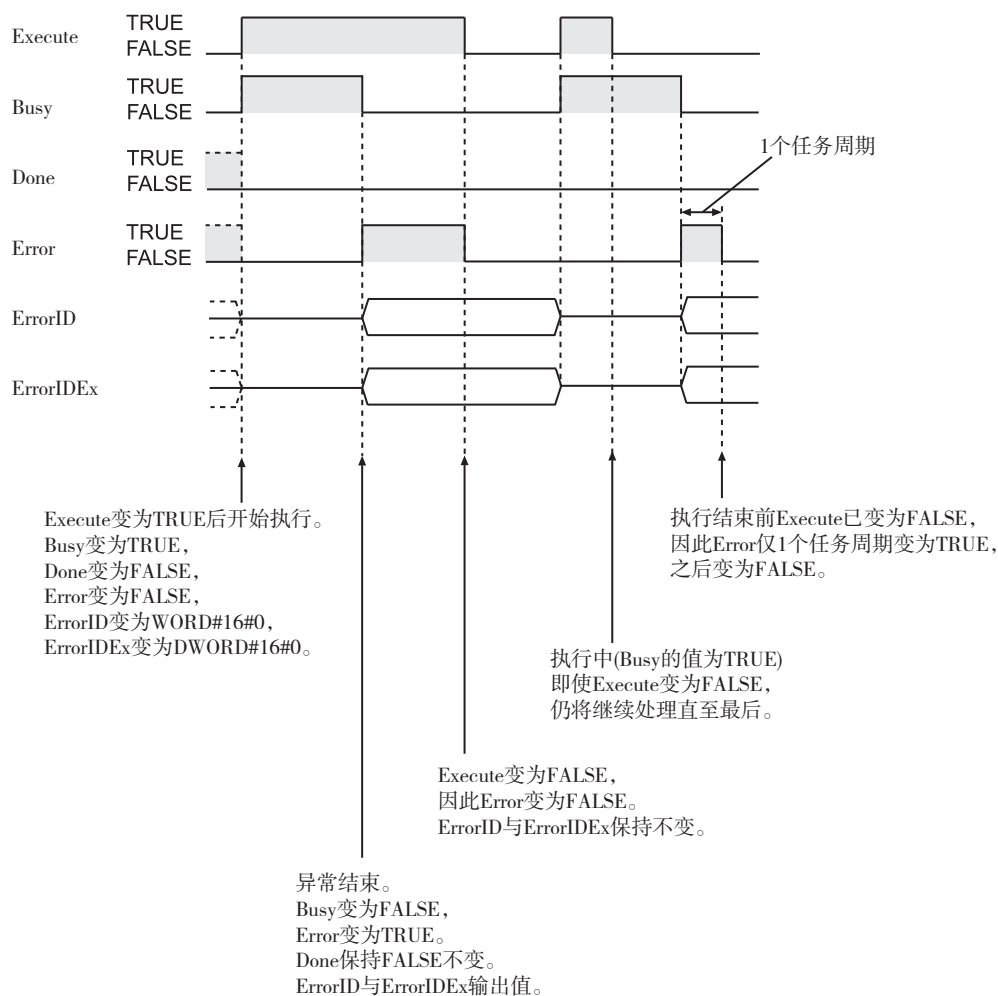 Execute
TRUE
FALSE
Busy
TRUE
FALSE
Done
TRUE
FALSE
1个任务周期
Error
TRUE
FALSE
ErrorID
ErrorIDEx
Execute变为TRUE后开始执行。
Busy变为TRUE，
Done变为FALSE，
Error变为FALSE，
ErrorID变为WORD#16#0，
ErrorIDEx变为DWORD#16#0。
执行结束前Execute已变为FALSE，
因此Error仅1个任务周期变为TRUE，
之后变为FALSE。
执行中(Busy的值为TRUE)
即使Execute变为FALSE，
仍将继续处理直至最后。
Execute变为FALSE，
因此Error变为FALSE。
ErrorID与ErrorIDEx保持不变。
异常结束。
Busy变为FALSE，
Error变为TRUE。
Done保持FALSE不变。
ErrorID与ErrorIDEx输出值。